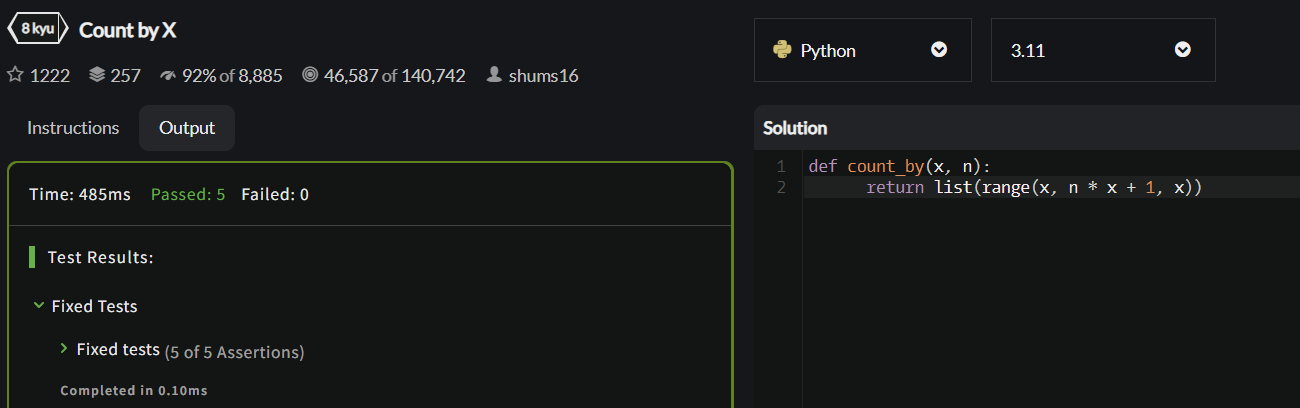 8 kyu Count by X
1222 257 92% of 8,885 46,587 of 140,742 shums16
Python 3.11
Instructions Output
Time: 485ms Passed: 5 Failed: 0
Test Results:
Fixed Tests
Fixed tests (5 of 5 Assertions)
Completed in 0.10ms
Solution
1 def count_by(x, n):
2 return list(range(x, n * x + 1, x))